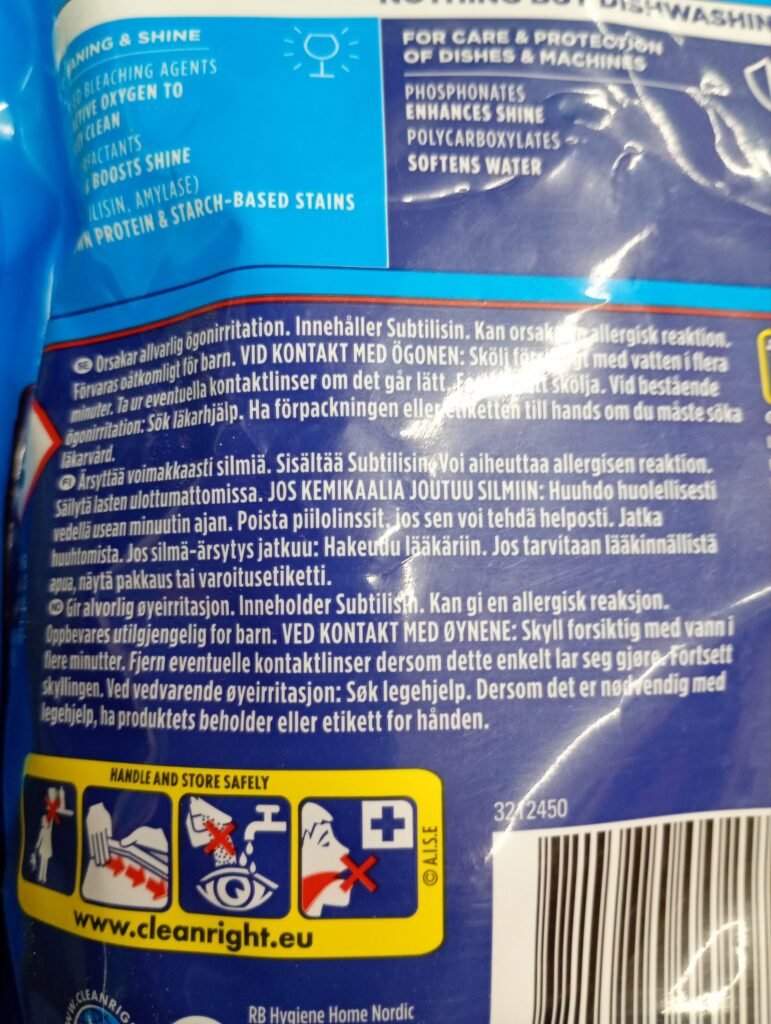 NOTHING BUT DISHWASHIN
ANING & SHINE
BLEACHING AGENTS
OXYGEN TO
CLEAN
BOOSTS SHINE
AMYLASE)
PROTEIN & STARCH-BASED STAINS
FOR CARE & PROTECTION
OF DISHES & MACHINES
PHOSPHONATES
ENHANCES SHINE
POLYCARBOXYLATES
SOFTENS WATER
SE Orsakar allvarlig ögonirritation. Innehåller Subtilisin. Kan orsak allergisk reaktion.
Förvaras oåtkomligt för barn. VID KONTAKT MED ÖGONEN: Skölj med vatten i flera
minuter. Ta ur eventuella kontaktlinser om det går lätt. skölja. Vid bestående
ögonirritation: Sök läkarhjälp. Ha förpackningen eller etiketten till hands om du måste söka
läkarvård.
FI Ärsyttää voimakkaasti silmiä. Sisältää Subtilisin. Voi aiheuttaa allergisen reaktion.
Säilytä lasten ulottumattomissa. JOS KEMIKAALIA JOUTUU SILMIIN: Huuhdo huolellisesti
vedellä usean minuutin ajan. Poista piilolinssit, jos sen voi tehdä helposti. Jatka
huuhtomista. Jos silmä-ärsytys jatkuu: Hakeudu lääkäriin. Jos tarvitaan lääkinnällistä
apua, näytä pakkaus tai varoitusetiketti.
NO Gir alvorlig øyeirritasjon. Inneholder Subtilisin. Kan gi en allergisk reaksjon.
Oppbevares utilgjengelig for barn. VED KONTAKT MED ØYNENE: Skyll forsiktig med vann i
flere minutter. Fjern eventuelle kontaktlinser dersom dette enkelt lar seg gjøre. Fortsett
skyllingen. Ved vedvarende øyeirritasjon: Søk legehjelp. Dersom det er nødvendig med
legehjelp, ha produktets beholder eller etikett for hånden.
HANDLE AND STORE SAFELY
© A.I.S.E
www.cleanright.eu
3212450
RB Hygiene Home Nordic